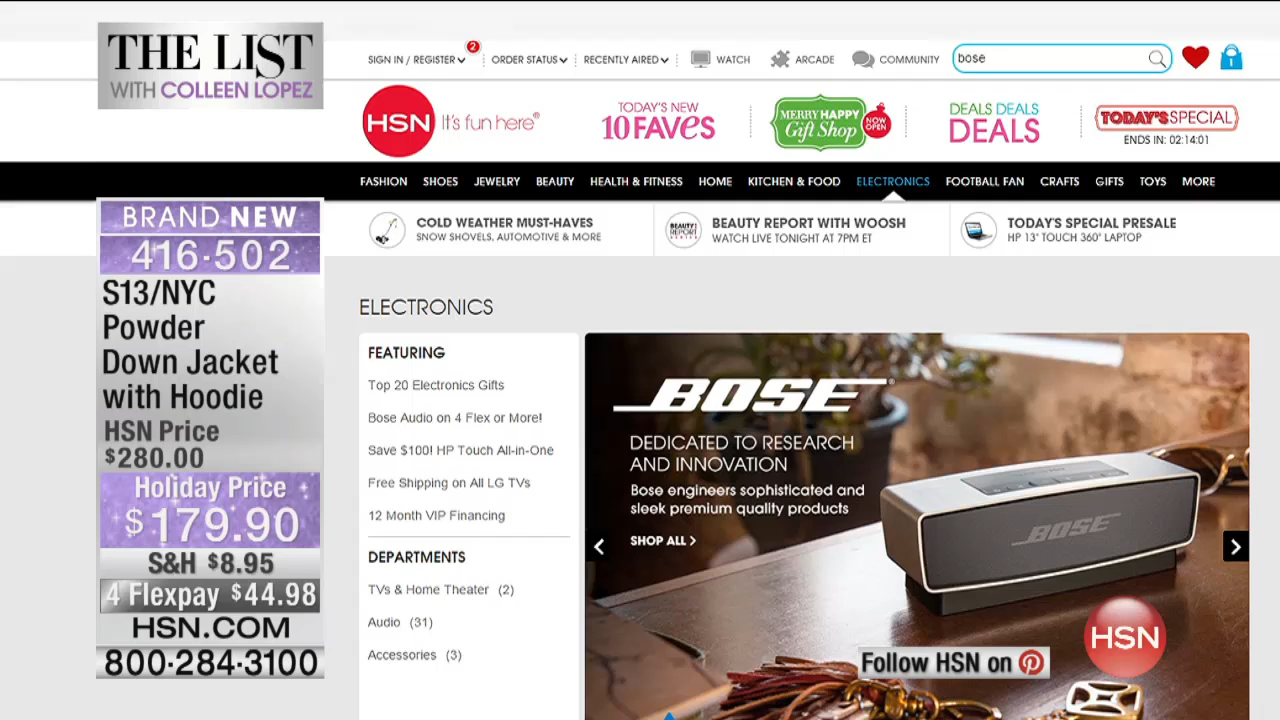 THE LIST
WITH COLLEEN LOPEZ
BRAND NEW
416-502
S13/NYC
Powder
Down Jacket
with Hoodie
HSN Price
$280.00
Holiday Price
$179.90
S&H $8.95
4 Flexpay $44.98
HSN.COM
800-284-3100
SIGN IN / REGISTER 2 ORDER STATUS RECENTLY AIRED WATCH ARCADE COMMUNITY bose 1
HSN It's fun here®
TODAY'S NEW
10 FAVES
MERRY HAPPY
Gift Shop
NOW
OPEN
DEALS DEALS
DEALS
TODAY'S SPECIAL
ENDS IN: 02:14:01
FASHION SHOES JEWELRY BEAUTY HEALTH & FITNESS HOME KITCHEN & FOOD ELECTRONICS FOOTBALL FAN CRAFTS GIFTS TOYS MORE
COLD WEATHER MUST-HAVES
SNOW SHOVELS, AUTOMOTIVE & MORE
BEAUTY
REPORT
BEAUTY REPORT WITH WOOSH
WATCH LIVE TONIGHT AT 7PM ET
TODAY'S SPECIAL PRESALE
HP 13" TOUCH 360° LAPTOP
ELECTRONICS
FEATURING
Top 20 Electronics Gifts
Bose Audio on 4 Flex or More!
Save $100! HP Touch All-in-One
Free Shipping on All LG TVs
12 Month VIP Financing
DEPARTMENTS
TVs & Home Theater (2)
Audio (31)
Accessories (3)
BOSE®
DEDICATED TO RESEARCH
AND INNOVATION
Bose engineers sophisticated and
sleek premium quality products
SHOP ALL >
BOSE
HSN
Follow HSN on